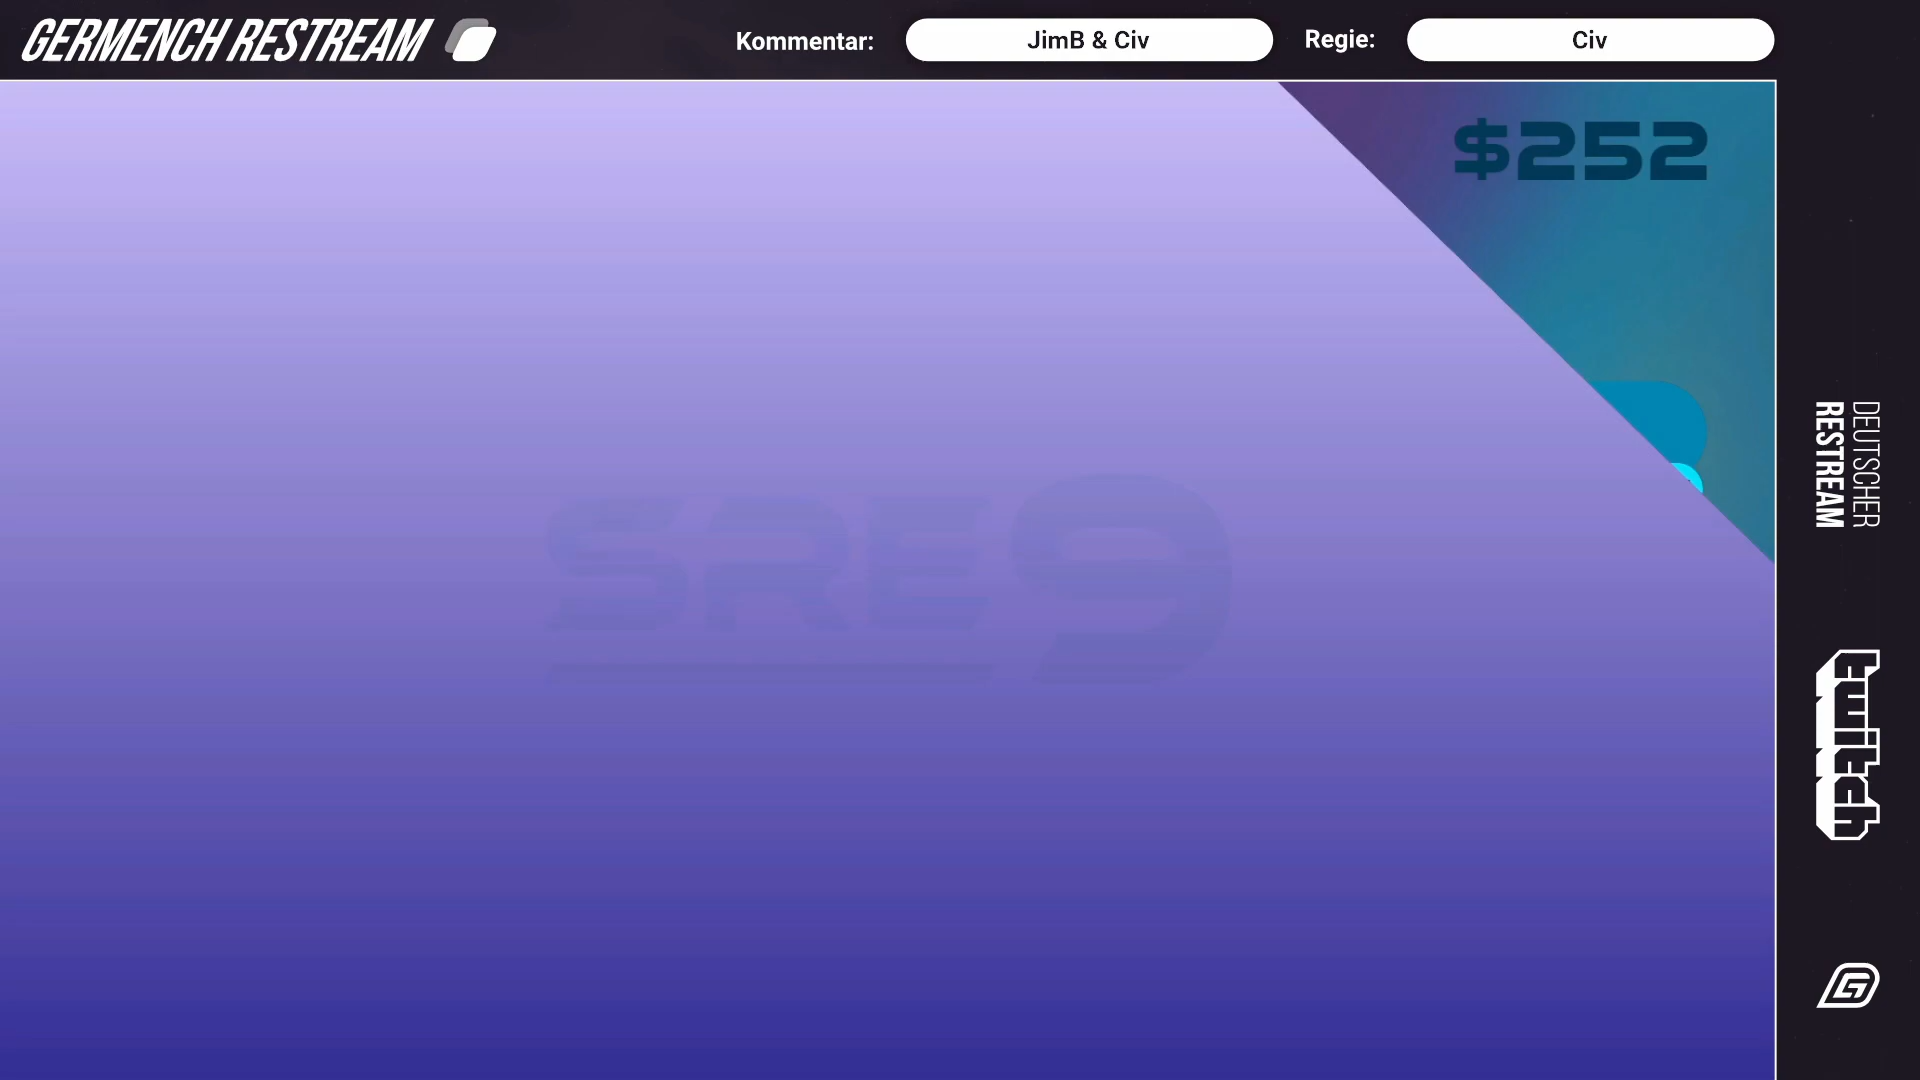 GERMENCH RESTREAM
Kommentar:
JimB & Civ
Regie:
Civ
$252
SRE9
DEUTSCHER
RESTREAM
twitch
G